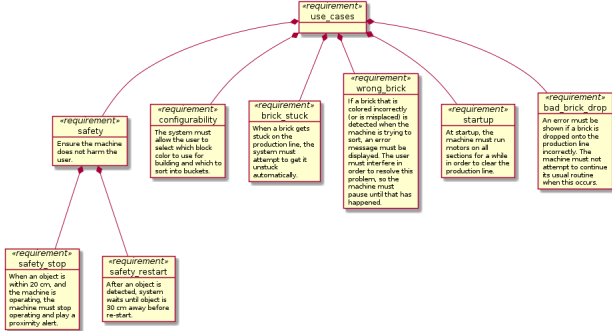 «requirement»
use_cases
«requirement»
safety
Ensure the machine
does not harm the
user.
«requirement»
configurability
The system must
allow the user to
select which block
color to use for
building and which to
sort into buckets.
«requirement»
brick_stuck
When a brick gets
stuck on the
production line, the
system must
attempt to get it
unstuck
automatically.
«requirement»
wrong_brick
If a brick that is
colored incorrectly
(or is misplaced) is
detected when the
machine is trying to
sort, an error
message must be
displayed. The user
must interfere in
order to resolve this
problem, so the
machine must
pause until that has
happened.
«requirement»
startup
At startup, the
machine must run
motors on all
sections for a while
in order to clear the
production line.
«requirement»
bad_brick_drop
An error must be
shown if a brick is
dropped onto the
production line
incorrectly. The
machine must not
attempt to continue
its usual routine
when this occurs.
«requirement»
safety_stop
When an object is
within 20 cm, and
the machine is
operating, the
machine must stop
operating and play a
proximity alert.
«requirement»
safety_restart
After an object is
detected, system
waits until object is
30 cm away before
re-start.